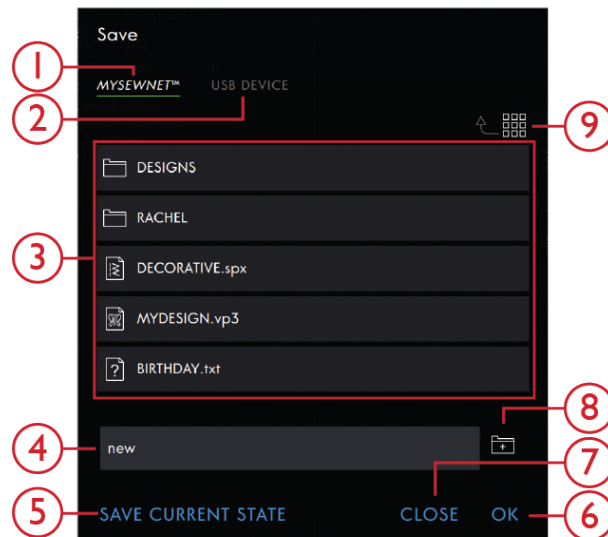 Save
1
MYSEWNET™ USB DEVICE
2
9
DESIGNS
RACHEL
3
DECORATIVE.spx
MYDESIGN.vp3
? BIRTHDAY.txt
8
4
new
7
5
SAVE CURRENT STATE CLOSE OK
6